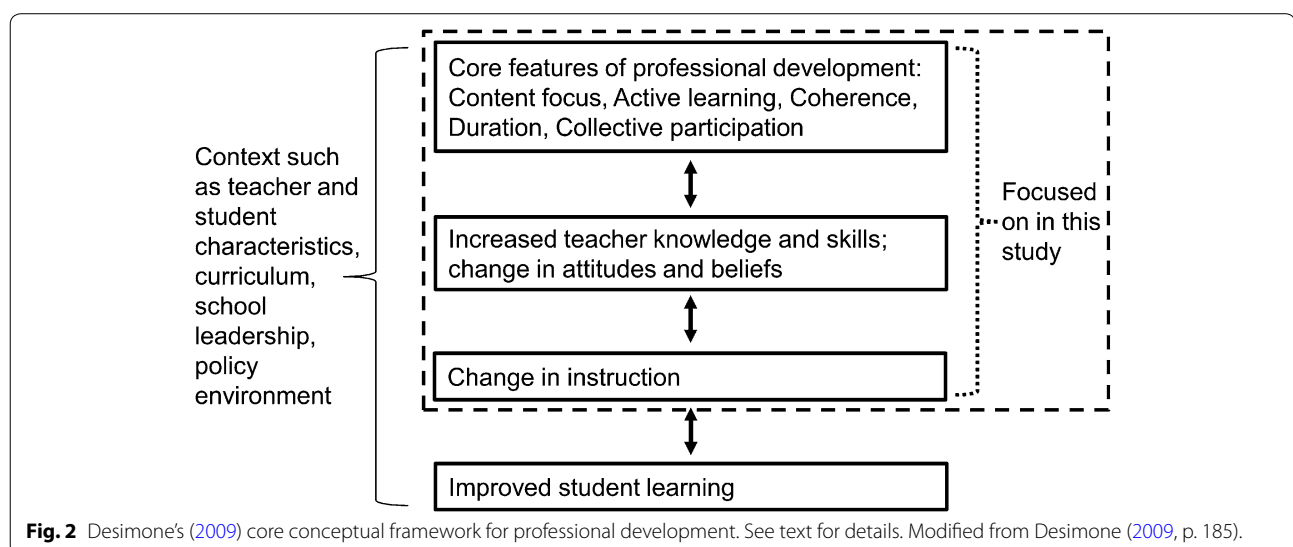 Core features of professional development:
Content focus, Active learning, Coherence,
Duration, Collective participation
Context such
as teacher and
student
characteristics,
curriculum,
school
leadership,
policy
environment
Focused
on in this
study
Increased teacher knowledge and skills;
change in attitudes and beliefs
Change in instruction
Improved student learning
Fig. 2 Desimone's (2009) core conceptual framework for professional development. See text for details. Modified from Desimone (2009, p. 185).